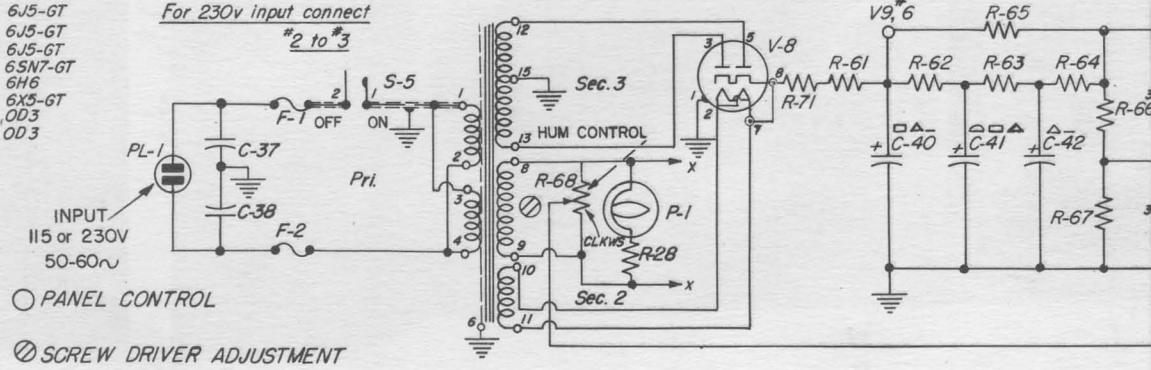 6J5-GT
6J5-GT
6J5-GT
6SN7-GT
6H6
6X5-GT
,OD3
OD3
For 230v input connect
#2 to #3
PL-1
INPUT
115 or 230V
50-60~
C-37
C-38
F-1
F-2
2
OFF
S-5
1
ON
Pri.
1
2
3
4
6
12
15
13
8
9
10
11
Sec. 3
HUM CONTROL
R-68
CLKWS
P-1
R-28
X
X
Sec. 2
3
5
V-8
1
2
8
7
R-71
R-61
V9,#6
R-65
R-62
R-63
R-64
R-66
R-67
+
C-40
+
C-41
+
C-42
3
3
PANEL CONTROL
SCREW DRIVER ADJUSTMENT